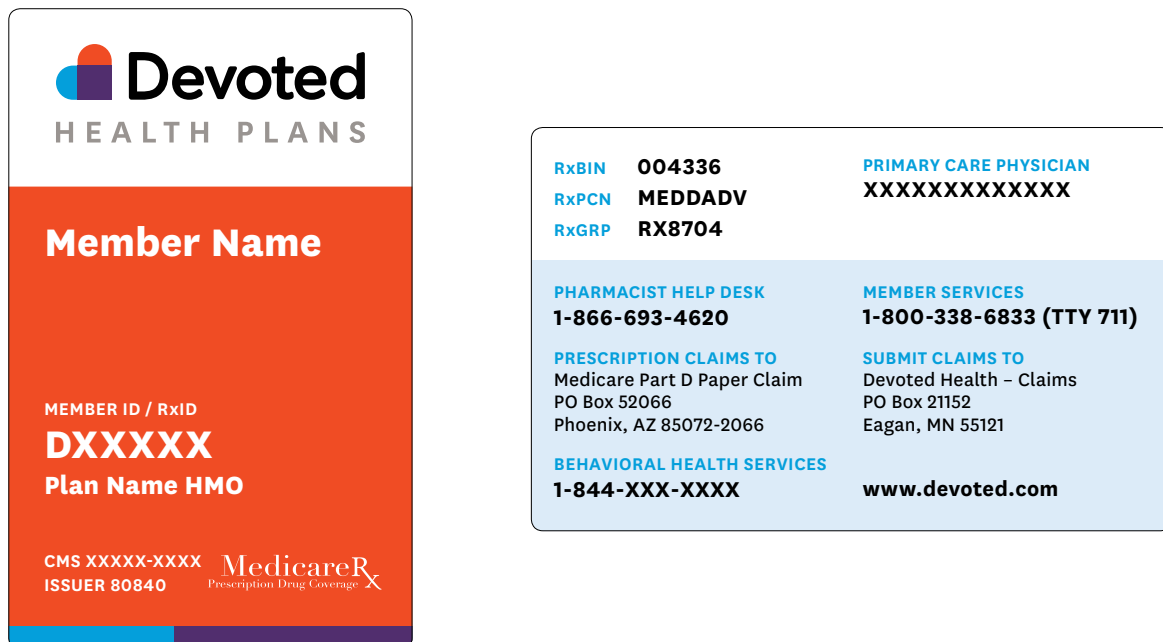 Devoted
HEALTH PLANS
Member Name
MEMBER ID / RxID
DXXXXX
Plan Name HMO
CMS XXXXX-XXXX
ISSUER 80840
MedicareRx
Prescription Drug Coverage
RxBIN 004336
RxPCN MEDDADV
RxGRP RX8704
PRIMARY CARE PHYSICIAN
XXXXXXXXXXXXX
PHARMACIST HELP DESK
1-866-693-4620
MEMBER SERVICES
1-800-338-6833 (TTY 711)
PRESCRIPTION CLAIMS TO
Medicare Part D Paper Claim
PO Box 52066
Phoenix, AZ 85072-2066
SUBMIT CLAIMS TO
Devoted Health – Claims
PO Box 21152
Eagan, MN 55121
BEHAVIORAL HEALTH SERVICES
1-844-XXX-XXXX
www.devoted.com